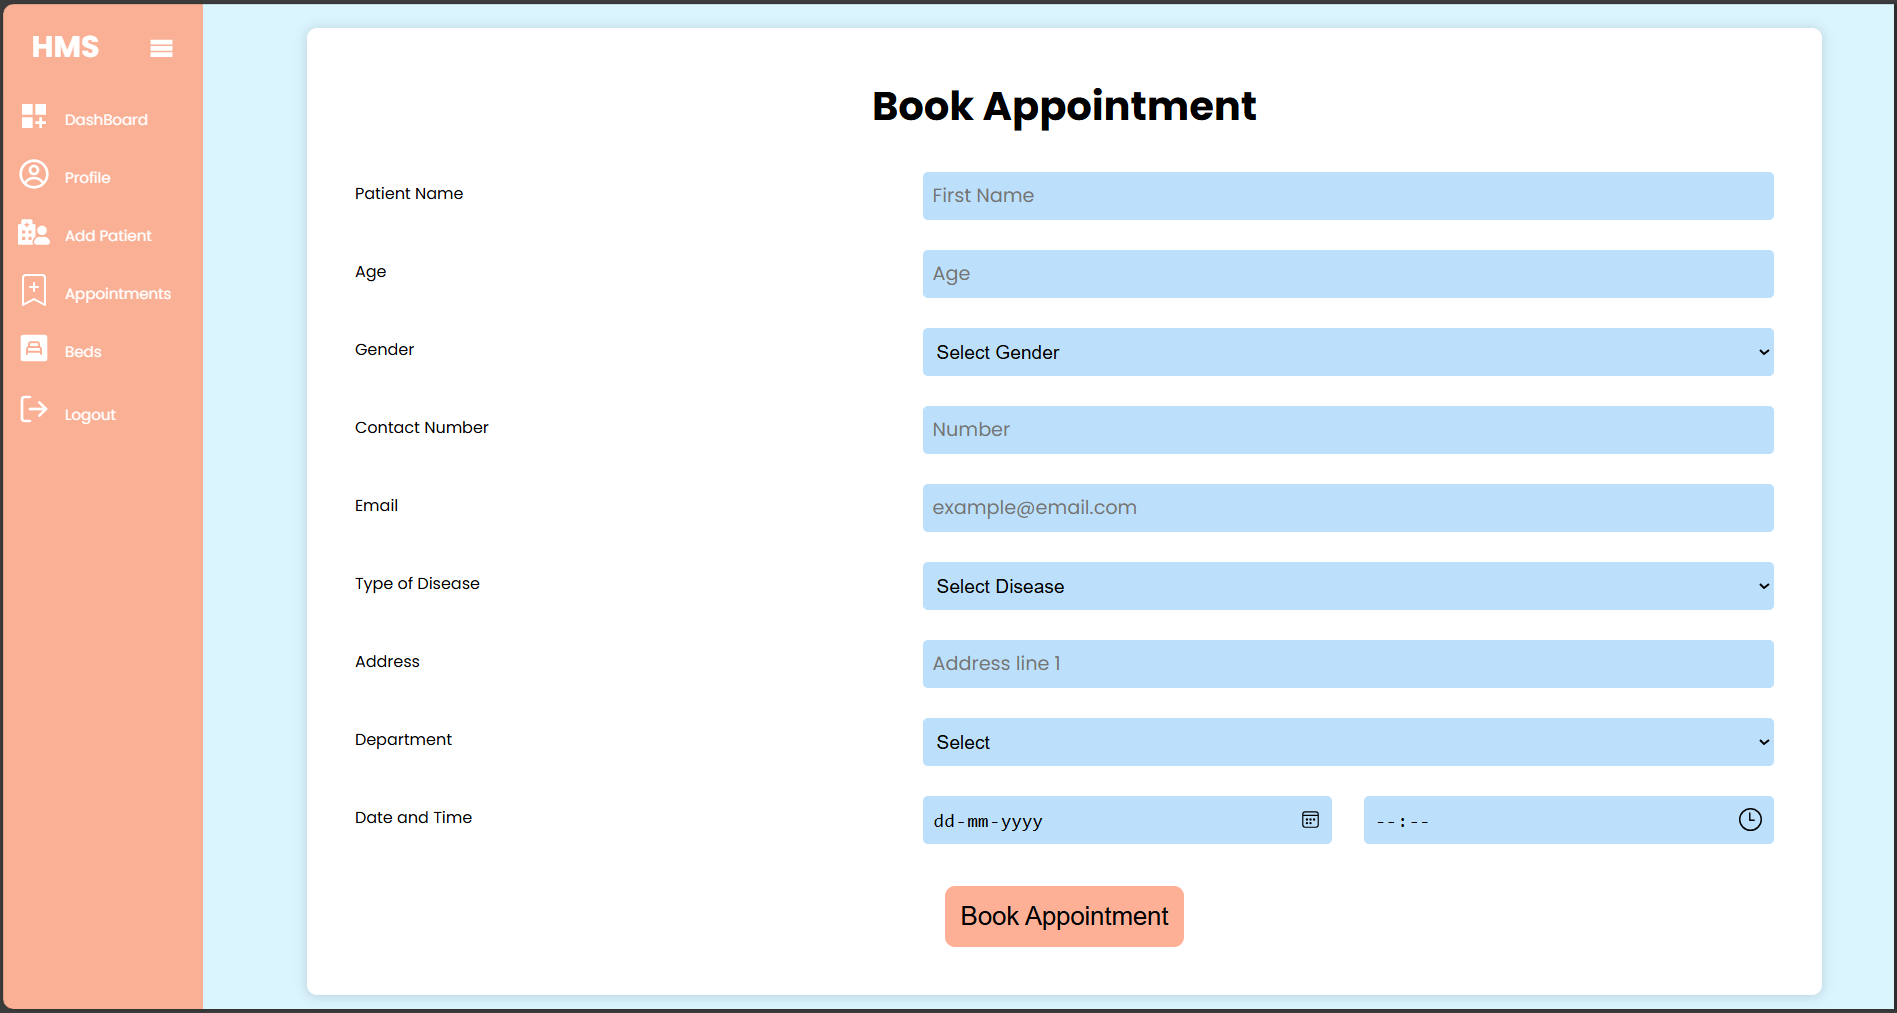 HMS
DashBoard
Profile
Add Patient
Appointments
Beds
Logout
Book Appointment
Patient Name
First Name
Age
Age
Gender
Select Gender
Contact Number
Number
Email
example@email.com
Type of Disease
Select Disease
Address
Address line 1
Department
Select
Date and Time
dd-mm-yyyy
--:--
Book Appointment